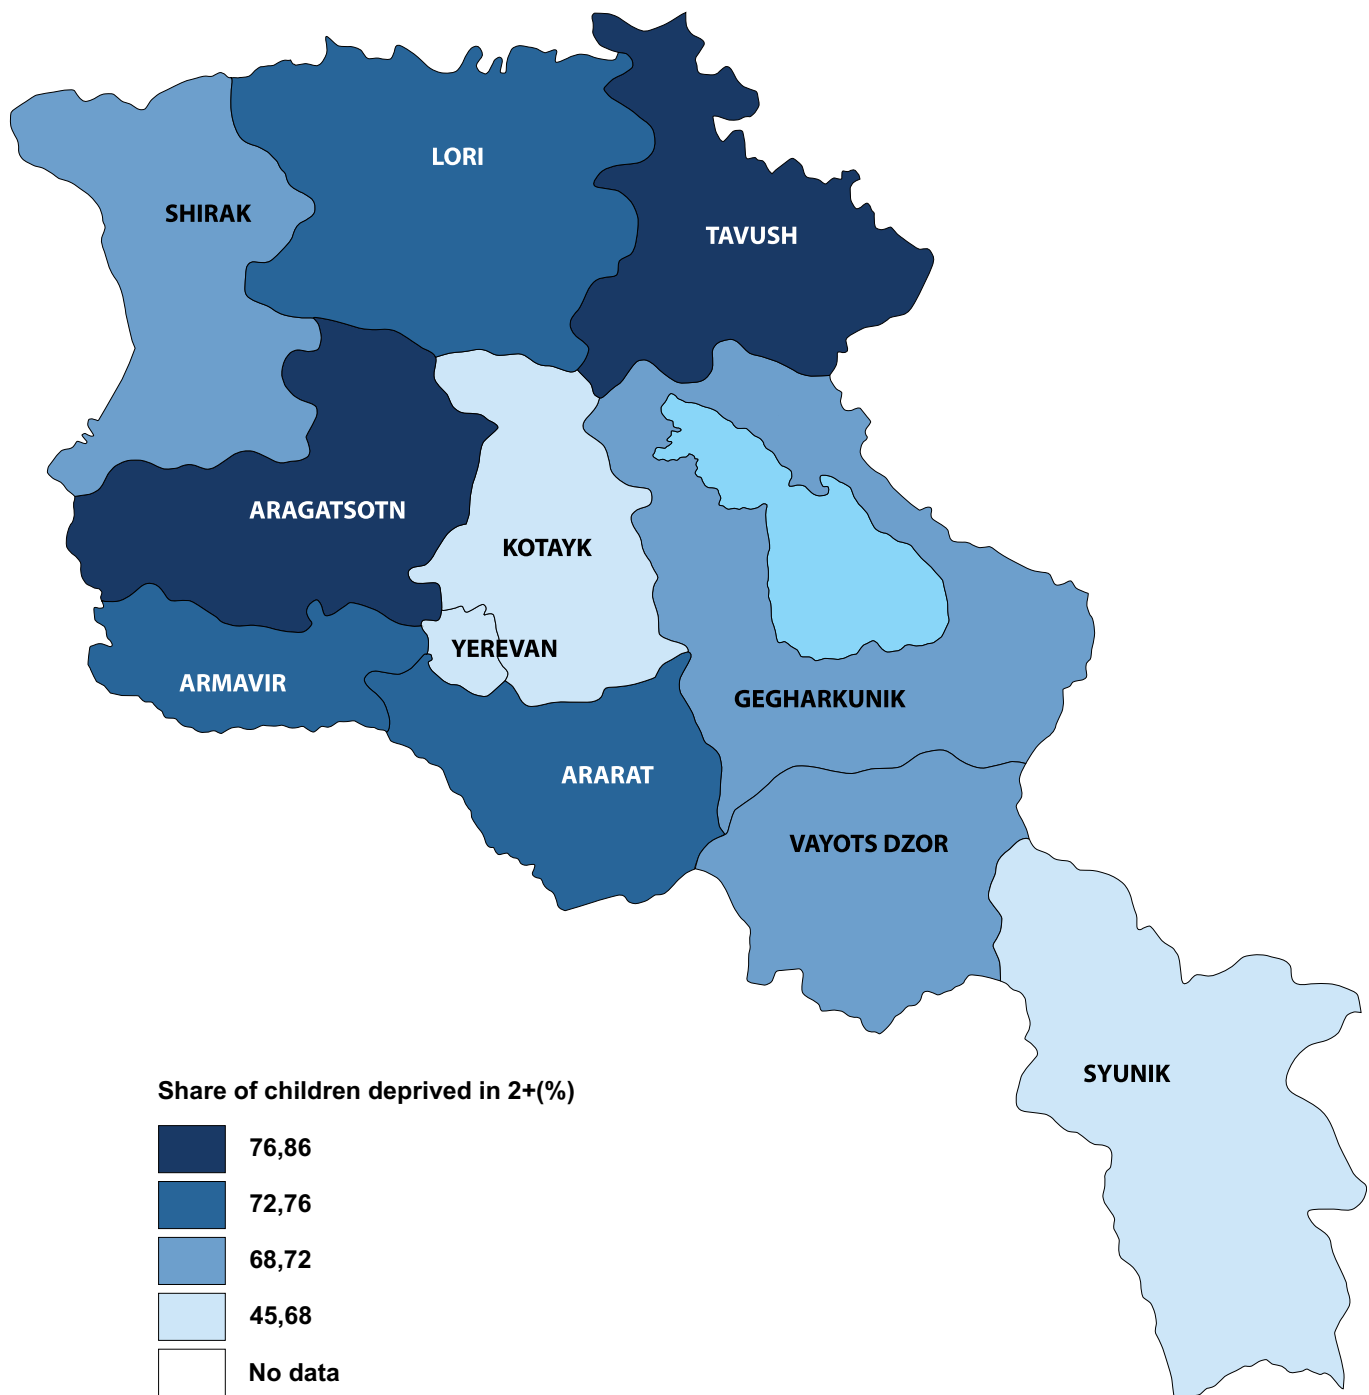 LORI
SHIRAK
TAVUSH
ARAGATSOTN
KOTAYK
YEREVAN
ARMAVIR
GEGHARKUNIK
ARARAT
VAYOTS DZOR
SYUNIK
Share of children deprived in 2+(%)
76,86
72,76
68,72
45,68
No data